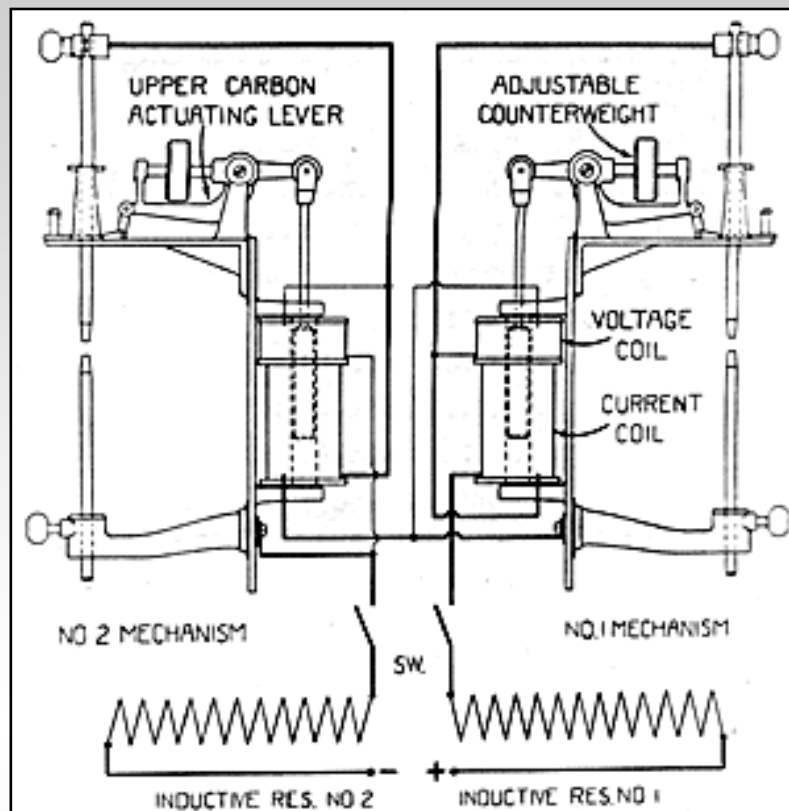 UPPER CARBON
ACTUATING LEVER
ADJUSTABLE
COUNTERWEIGHT
VOLTAGE
COIL
CURRENT
COIL
NO 2 MECHANISM
NO.1 MECHANISM
SW.
- +
INDUCTIVE RES. NO 2
INDUCTIVE RES. NO 1